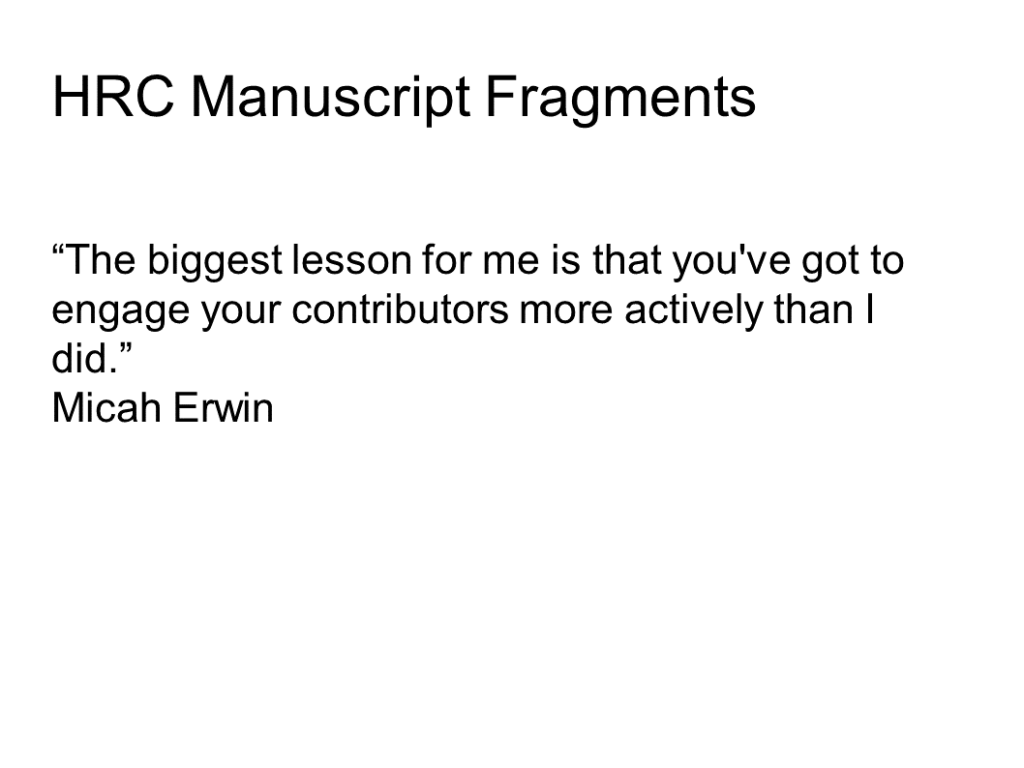 HRC Manuscript Fragments
“The biggest lesson for me is that you've got to
engage your contributors more actively than I
did.”
Micah Erwin